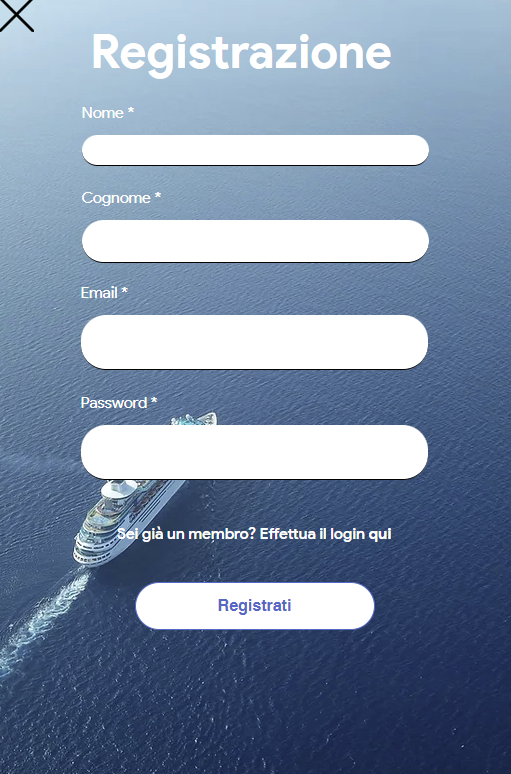 Registrazione
Nome *
Cognome *
Email *
Password *
Sei già un membro? Effettua il login qui
Registrati